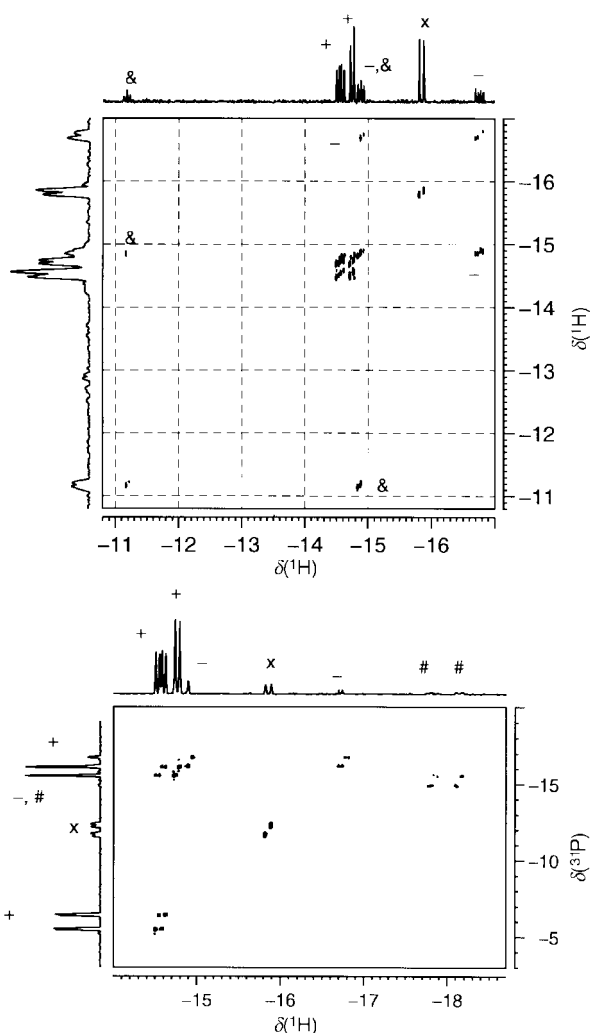 +
+
&
–,&
x
–
–
&
–
&
–16
–15
–14
–13
–12
–11
δ(¹H)
–11 –12 –13 –14 –15 –16
δ(¹H)
+
+
–
x
–
# #
+
–, #
x
+
–15
–10
–5
δ(³¹P)
–15 –16 –17 –18
δ(¹H)